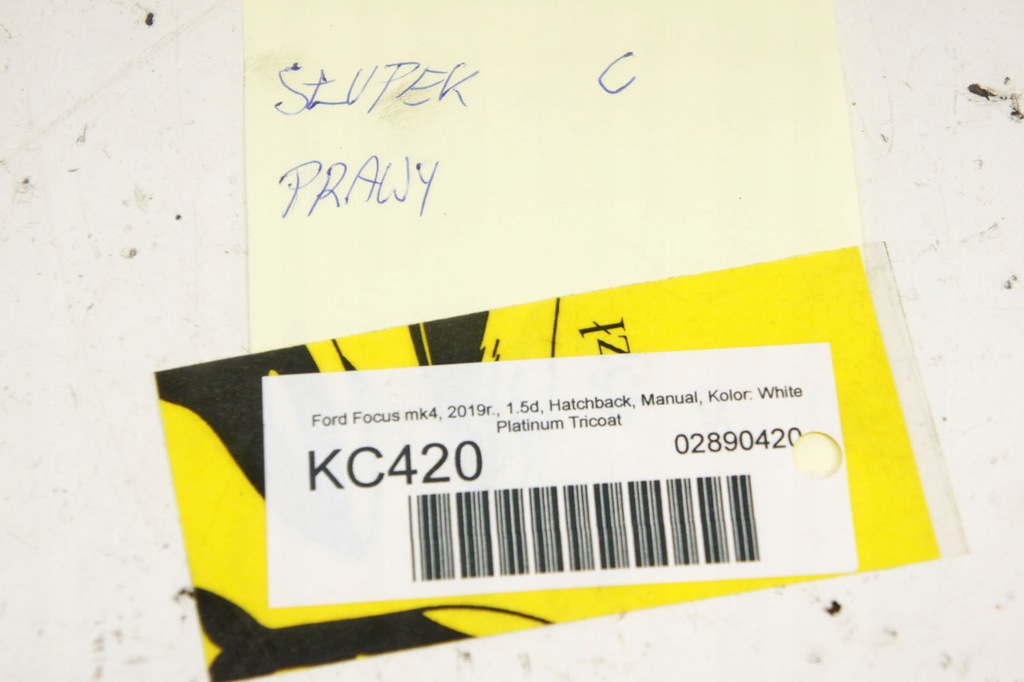 SŁUPEK C
PRAWY
Ford Focus mk4, 2019r., 1.5d, Hatchback, Manual, Kolor: White
Platinum Tricoat
KC420 02890420